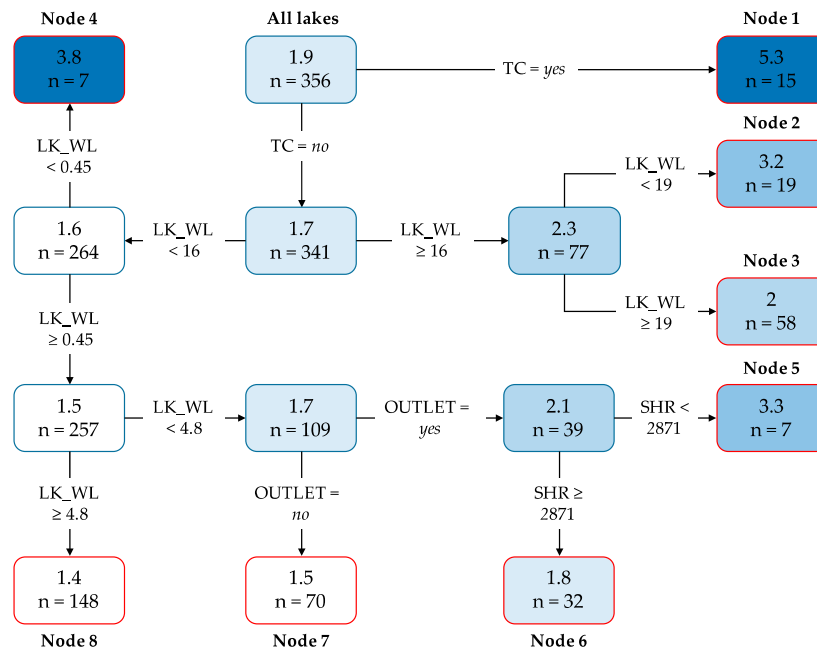 Node 4
All lakes
Node 1
3.8
n = 7
1.9
n = 356
TC = yes
5.3
n = 15
LK_WL
< 0.45
TC = no
Node 2
LK_WL
< 19
3.2
n = 19
1.6
n = 264
LK_WL
< 16
1.7
n = 341
LK_WL
≥ 16
2.3
n = 77
Node 3
LK_WL
≥ 0.45
LK_WL
≥ 19
2
n = 58
Node 5
1.5
n = 257
LK_WL
< 4.8
1.7
n = 109
OUTLET =
yes
2.1
n = 39
SHR <
2871
3.3
n = 7
LK_WL
≥ 4.8
OUTLET =
no
SHR ≥
2871
1.4
n = 148
1.5
n = 70
1.8
n = 32
Node 8
Node 7
Node 6